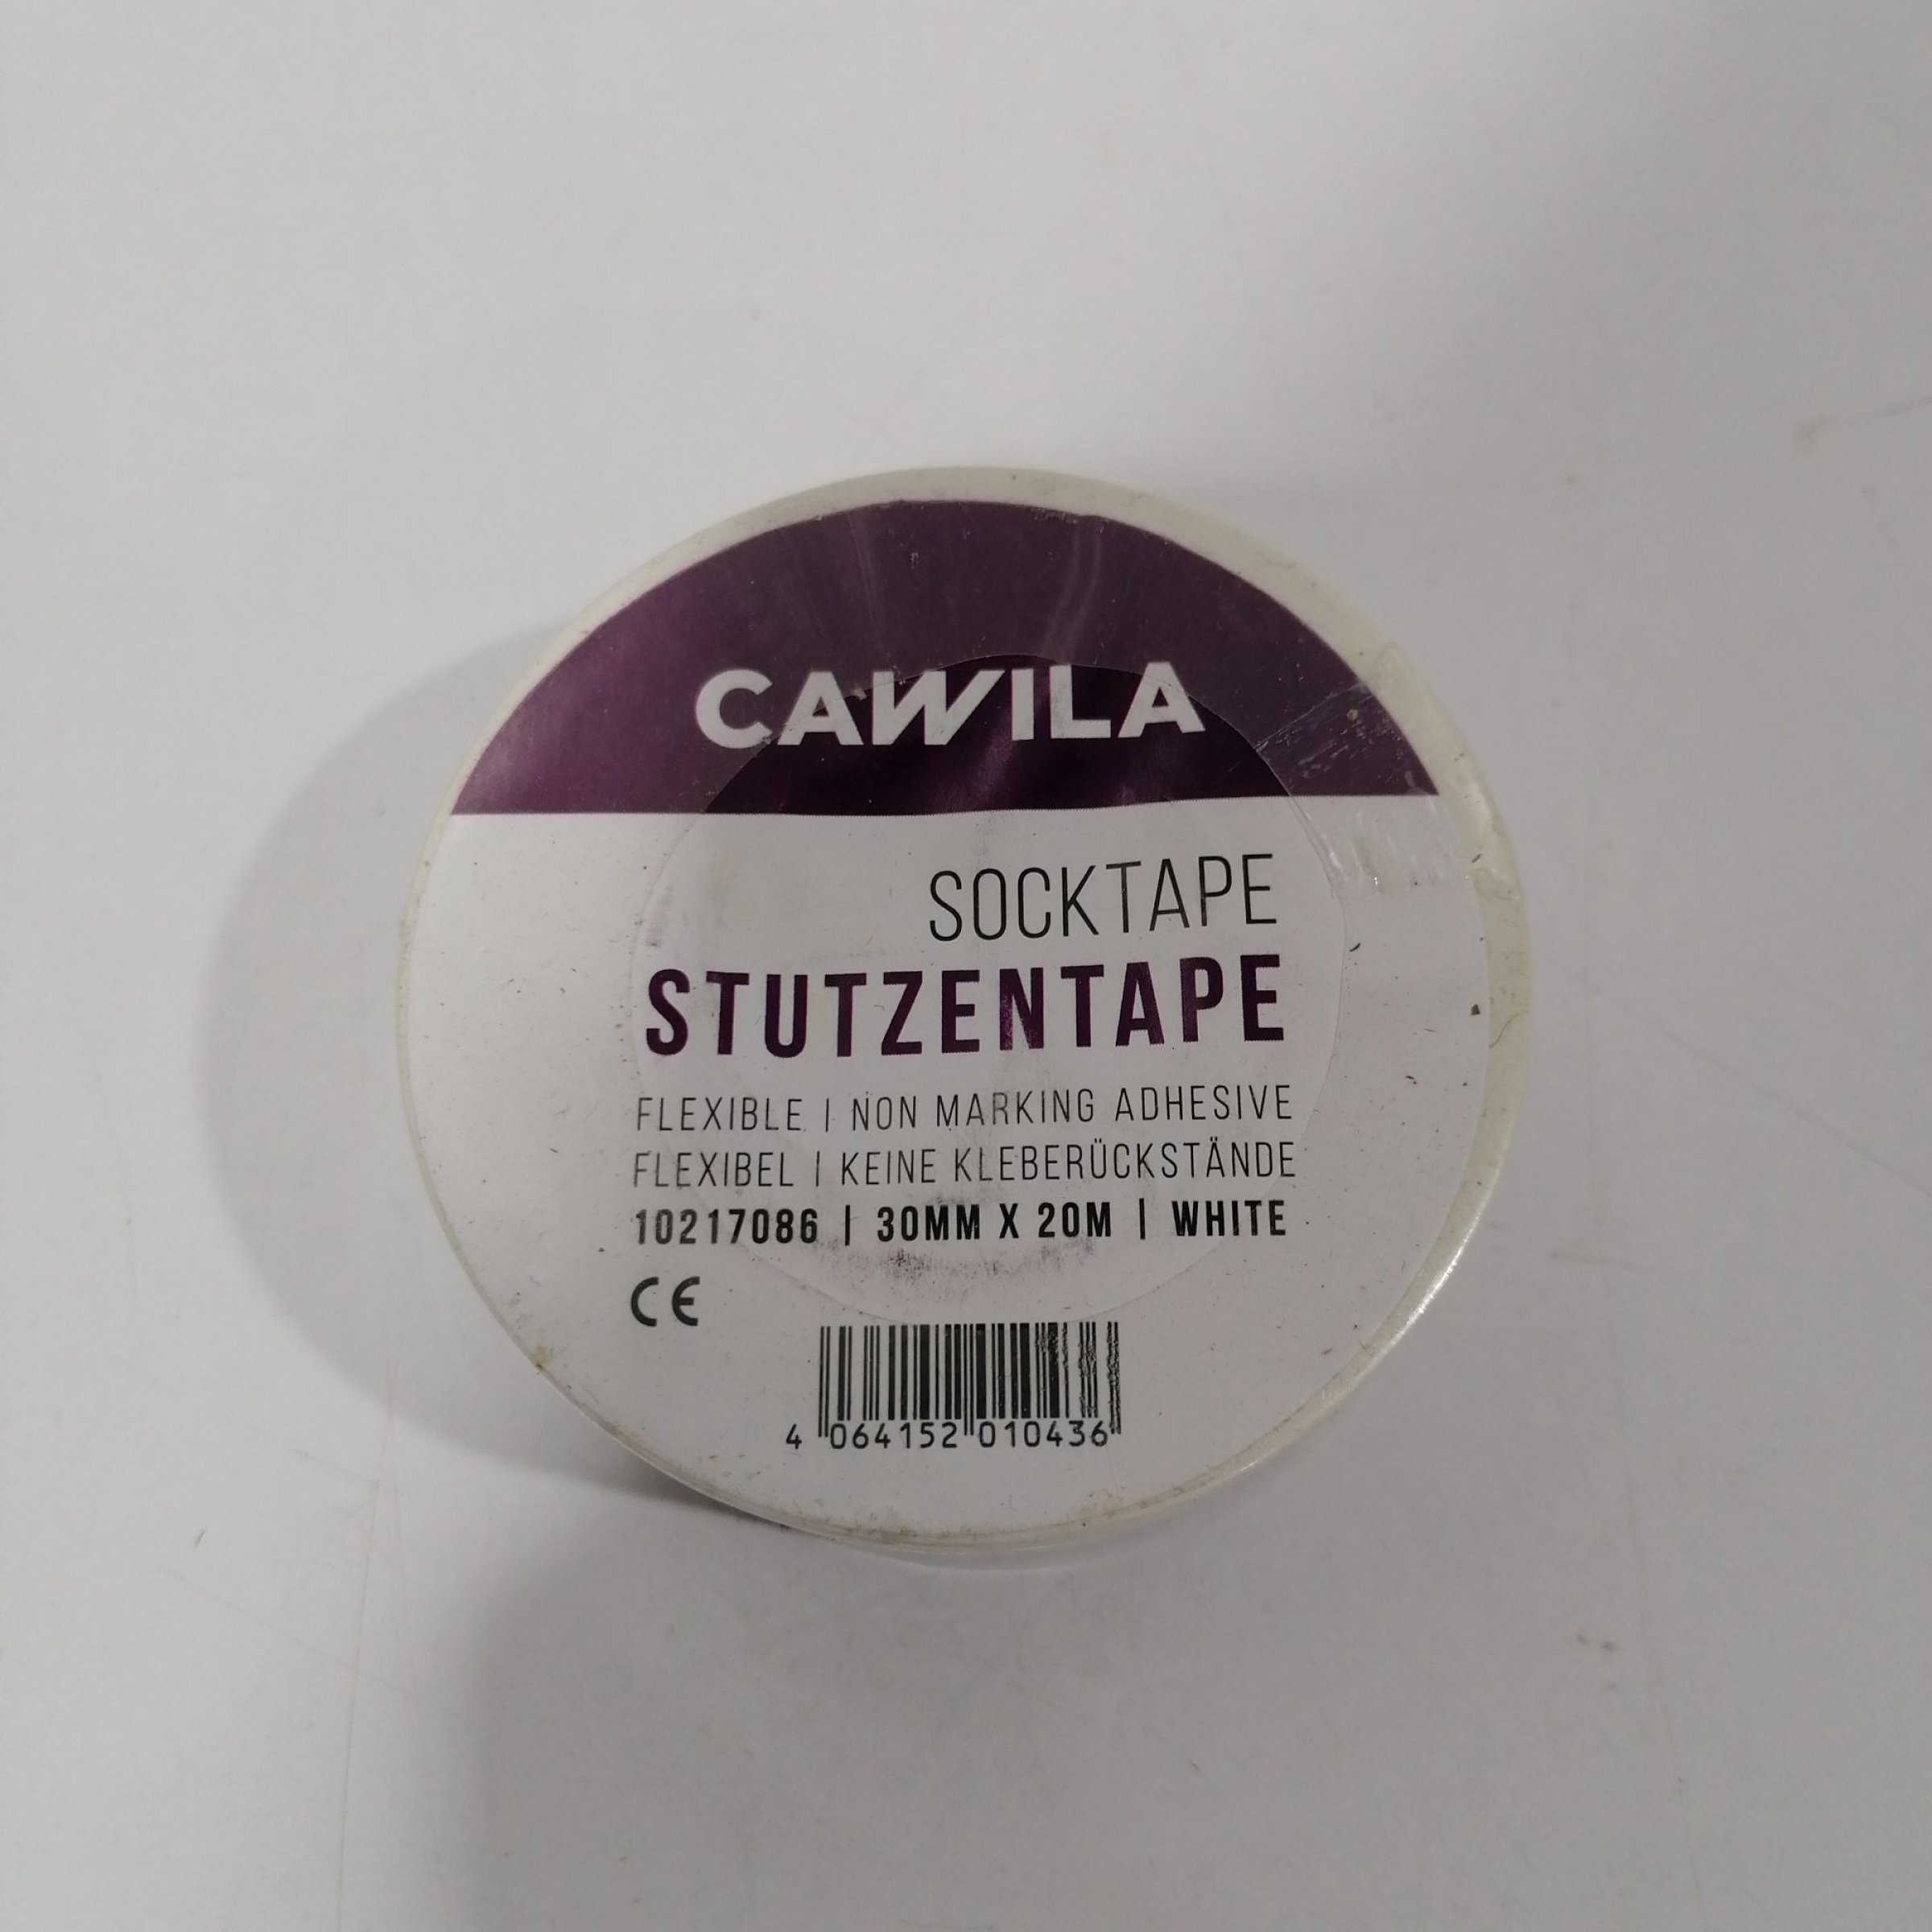 CAWILA
SOCKTAPE
STUTZENTAPE
FLEXIBLE | NON MARKING ADHESIVE
FLEXIBEL | KEINE KLEBERÜCKSTÄNDE
10217086 | 30MM X 20M | WHITE
CE
4 064152 010436